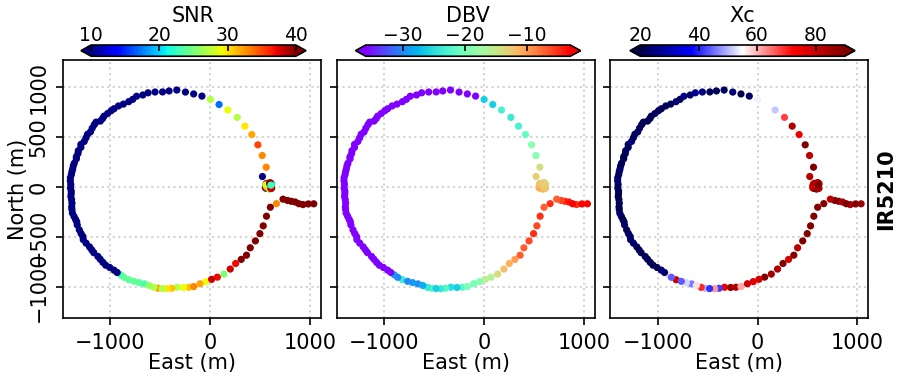 SNR DBV Xc
10 20 30 40 −30 −20 −10 20 40 60 80
1000
500
0
−500
−1000
North (m)
IR5210
−1000 0 1000 −1000 0 1000 −1000 0 1000
East (m) East (m) East (m)